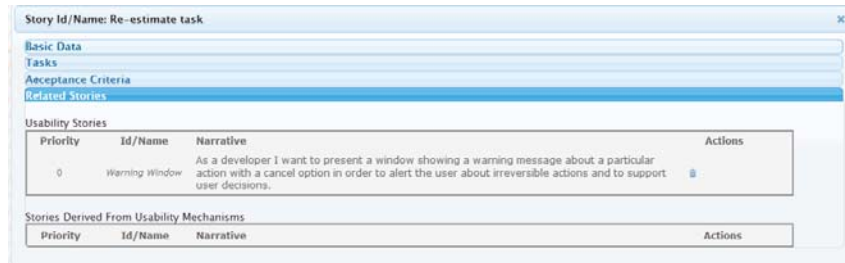 Story Id/Name: Re-estimate task
Basic Data
Tasks
Acceptance Criteria
Related Stories
Usability Stories
Priority Id/Name Narrative Actions
0 Warning Window As a developer I want to present a window showing a warning message about a particular
action with a cancel option in order to alert the user about irreversible actions and to support
user decisions.
Stories Derived From Usability Mechanisms
Priority Id/Name Narrative Actions